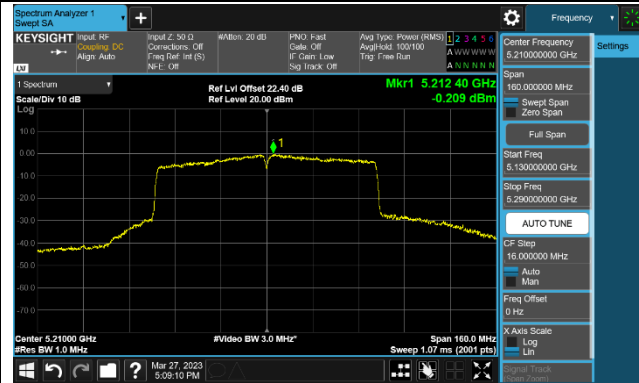 Spectrum Analyzer 1
Swept SA
Frequency
KEYSIGHT
Input: RF
Coupling: DC
Align: Auto
Input Z: 50 Ω
Corrections: Off
Freq Ref: Int (S)
NFE: Off
#Atten: 20 dB
PNO: Fast
Gate: Off
IF Gain: Low
Sig Track: Off
Avg Type: Power (RMS)
Avg|Hold: 100/100
Trig: Free Run
1 2 3 4 5 6
A W W W W W
A N N N N N
LXI
1 Spectrum
Scale/Div 10 dB
Ref Lvl Offset 22.40 dB
Ref Level 20.00 dBm
Mkr1 5.212 40 GHz
-0.209 dBm
Log
10.0
0.00
-10.0
-20.0
-30.0
-40.0
-50.0
-60.0
-70.0
1
Center 5.21000 GHz
#Res BW 1.0 MHz
#Video BW 3.0 MHz*
Span 160.0 MHz
Sweep 1.07 ms (2001 pts)
Mar 27, 2023
5:09:10 PM
Center Frequency
5.210000000 GHz
Settings
Span
160.000000 MHz
Swept Span
Zero Span
Full Span
Start Freq
5.130000000 GHz
Stop Freq
5.290000000 GHz
AUTO TUNE
CF Step
16.000000 MHz
Auto
Man
Freq Offset
0 Hz
X Axis Scale
Log
Lin
Signal Track
(Span Zoom)